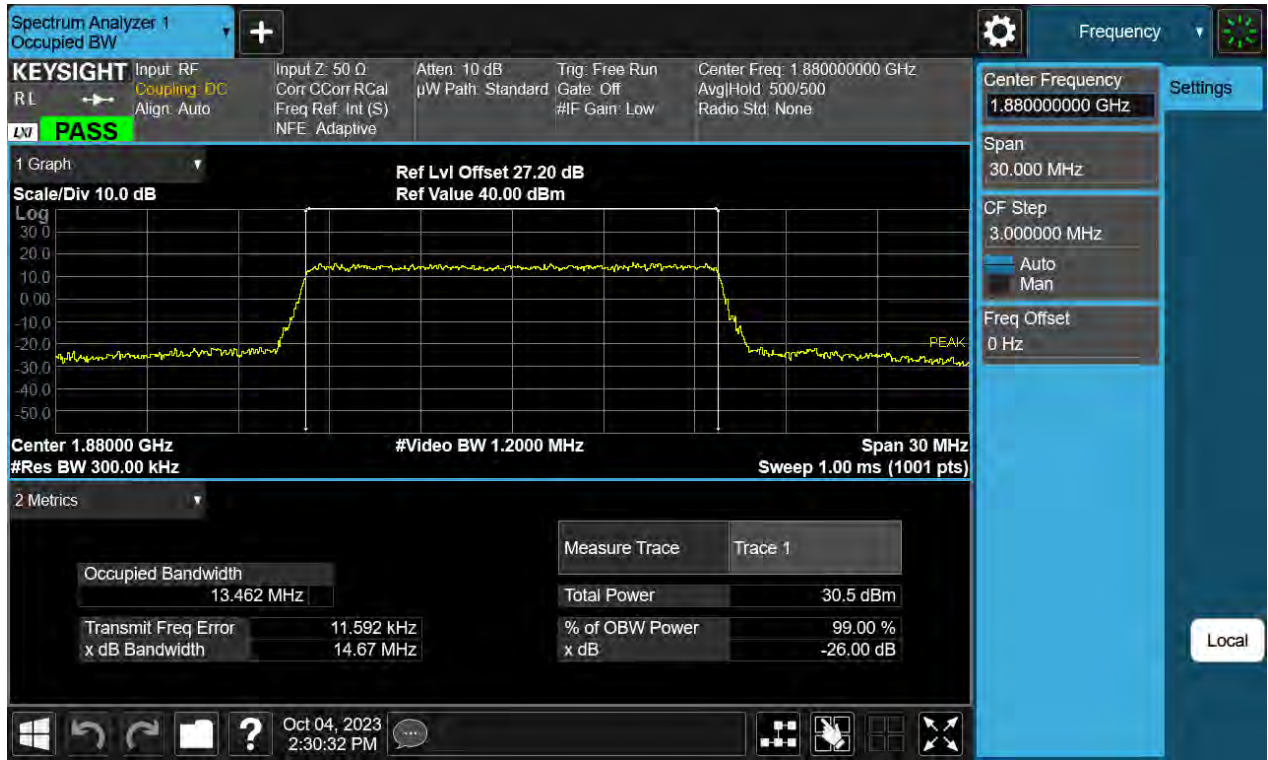 Spectrum Analyzer 1
Occupied BW
+
Frequency
KEYSIGHT
RL
LXI
PASS
Input: RF
Coupling: DC
Align: Auto
Input Z: 50 Ω
Corr CCorr RCal
Freq Ref: Int (S)
NFE: Adaptive
Atten: 10 dB
µW Path: Standard
Trig: Free Run
Gate: Off
#IF Gain: Low
Center Freq: 1.880000000 GHz
Avg|Hold: 500/500
Radio Std: None
Center Frequency
1.880000000 GHz
Settings
Span
30.000 MHz
CF Step
3.000000 MHz
Auto
Man
Freq Offset
0 Hz
Local
1 Graph
Scale/Div 10.0 dB
Ref Lvl Offset 27.20 dB
Ref Value 40.00 dBm
Log
30.0
20.0
10.0
0.00
-10.0
-20.0
-30.0
-40.0
-50.0
PEAK
Center 1.88000 GHz
#Video BW 1.2000 MHz
Span 30 MHz
#Res BW 300.00 kHz
Sweep 1.00 ms (1001 pts)
2 Metrics
Measure Trace Trace 1
Occupied Bandwidth
13.462 MHz
Total Power 30.5 dBm
Transmit Freq Error 11.592 kHz
% of OBW Power 99.00 %
x dB Bandwidth 14.67 MHz
x dB -26.00 dB
?
Oct 04, 2023
2:30:32 PM